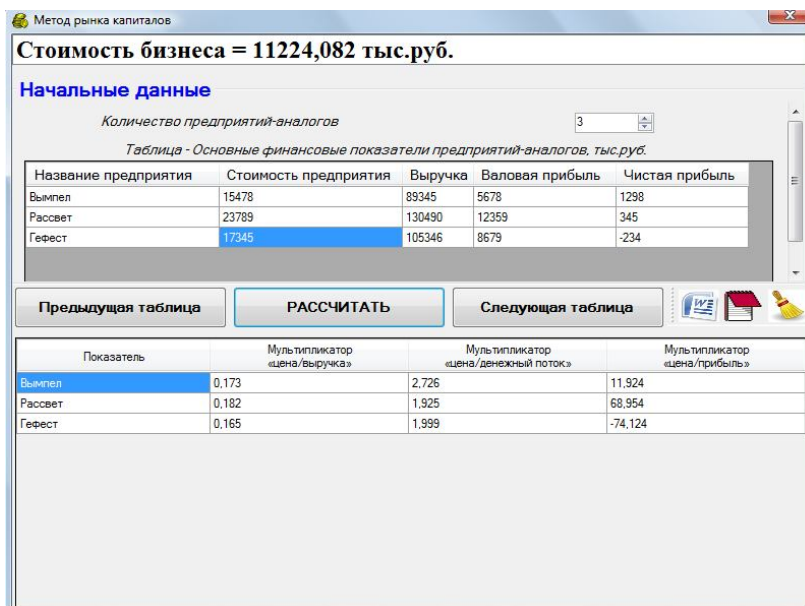 Метод рынка капиталов
Стоимость бизнеса = 11224,082 тыс.руб.
Начальные данные
Количество предприятий-аналогов 3
Таблица - Основные финансовые показатели предприятий-аналогов, тыс.руб.
Название предприятия Стоимость предприятия Выручка Валовая прибыль Чистая прибыль
Вымпел 15478 89345 5678 1298
Рассвет 23789 130490 12359 345
Гефест 17345 105346 8679 -234
Предыдущая таблица РАССЧИТАТЬ Следующая таблица
Показатель Мультипликатор «цена/выручка» Мультипликатор «цена/денежный поток» Мультипликатор «цена/прибыль»
Вымпел 0,173 2,726 11,924
Рассвет 0,182 1,925 68,954
Гефест 0,165 1,999 -74,124